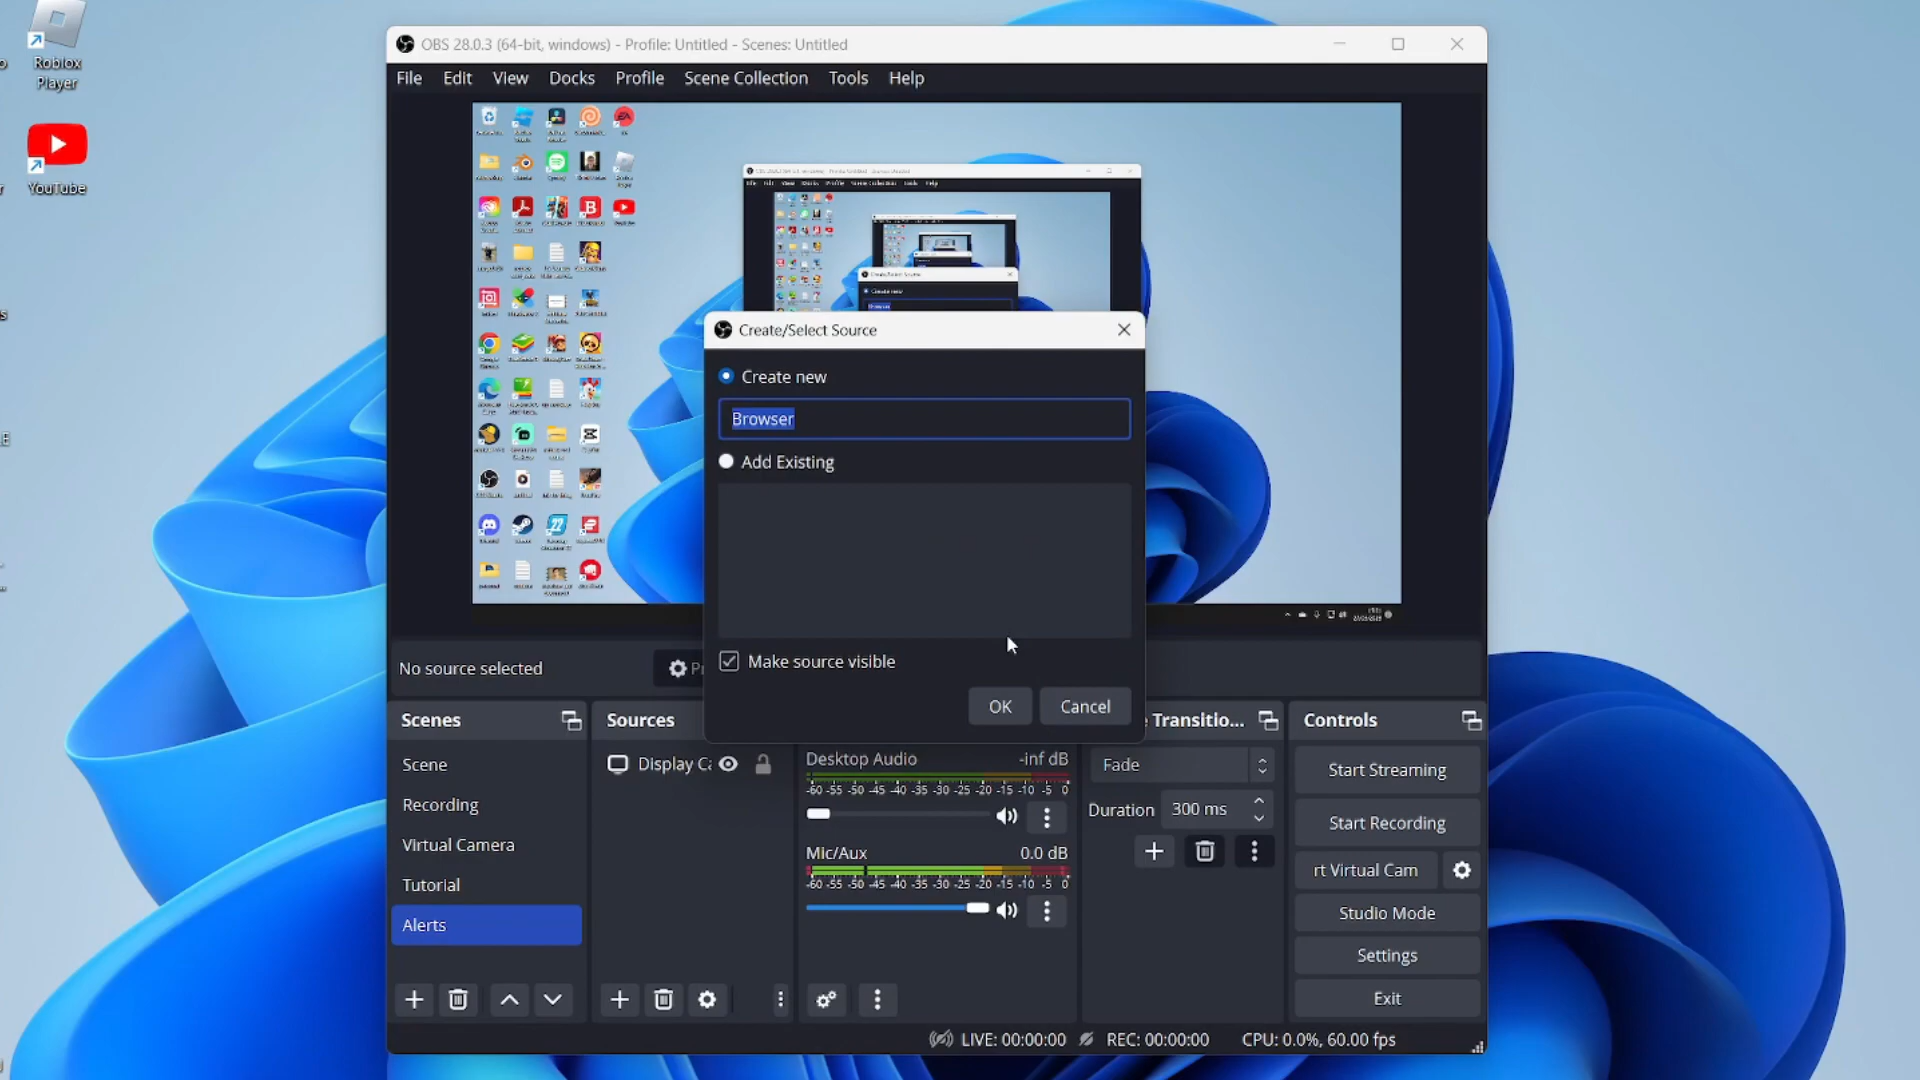 Roblox
Player
YouTube
OBS 28.0.3 (64-bit, windows) - Profile: Untitled - Scenes: Untitled
File Edit View Docks Profile Scene Collection Tools Help
Create/Select Source
Create new
Browser
Add Existing
Make source visible
OK Cancel
No source selected
Scenes
Scene
Recording
Virtual Camera
Tutorial
Alerts
Sources
Display Ca
Desktop Audio -inf dB
-60 -55 -50 -45 -40 -35 -30 -25 -20 -15 -10 -5 0
Mic/Aux 0.0 dB
-60 -55 -50 -45 -40 -35 -30 -25 -20 -15 -10 -5 0
Transitio...
Fade
Duration 300 ms
Controls
Start Streaming
Start Recording
rt Virtual Cam
Studio Mode
Settings
Exit
LIVE: 00:00:00 REC: 00:00:00 CPU: 0.0%, 60.00 fps